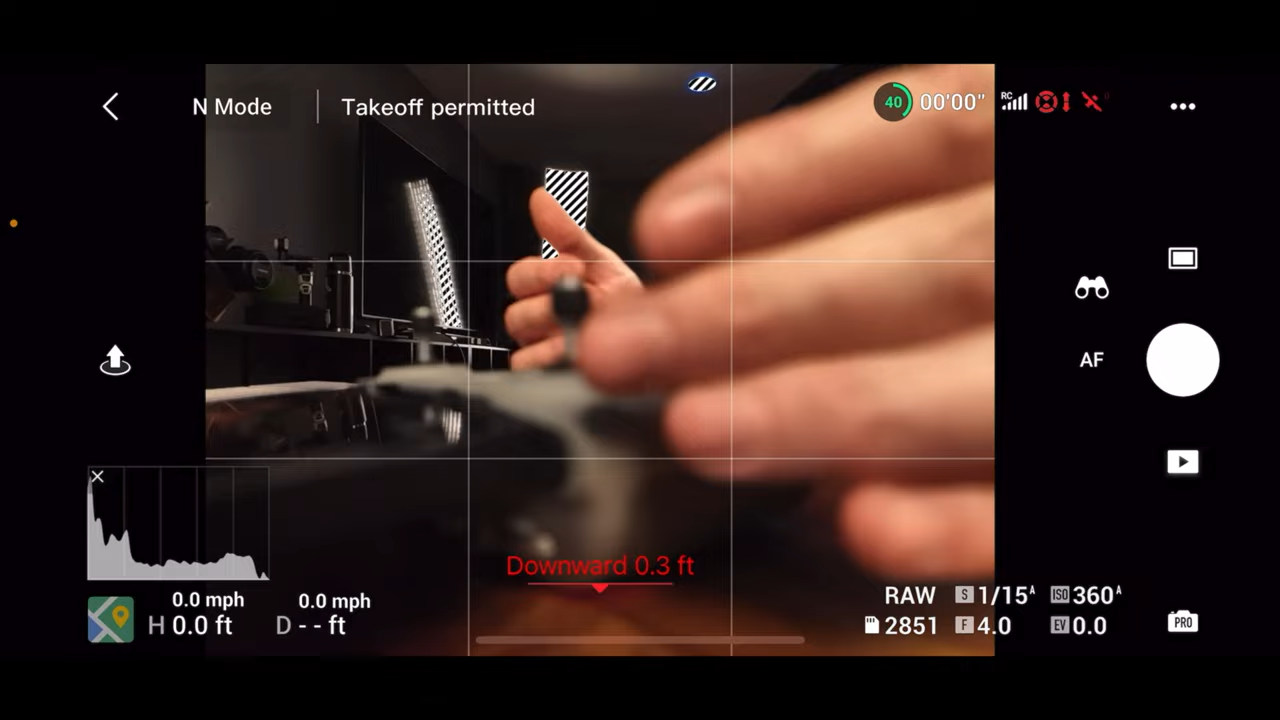 N Mode
Takeoff permitted
40
00'00"
RC
AF
Downward 0.3 ft
0.0 mph
0.0 mph
H 0.0 ft
D - - ft
RAW
S 1/15A
ISO 360A
2851
F 4.0
EV 0.0
PRO